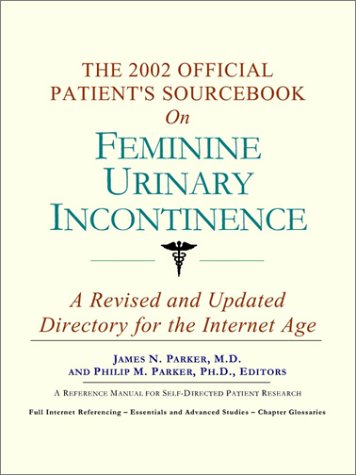 THE 2002 OFFICIAL
PATIENT'S SOURCEBOOK
On
FEMININE
URINARY
INCONTINENCE
A Revised and Updated
Directory for the Internet Age
JAMES N. PARKER, M.D.
AND PHILIP M. PARKER, PH.D., EDITORS
A REFERENCE MANUAL FOR SELF-DIRECTED PATIENT RESEARCH
Full Internet Referencing – Essentials and Advanced Studies – Chapter Glossaries